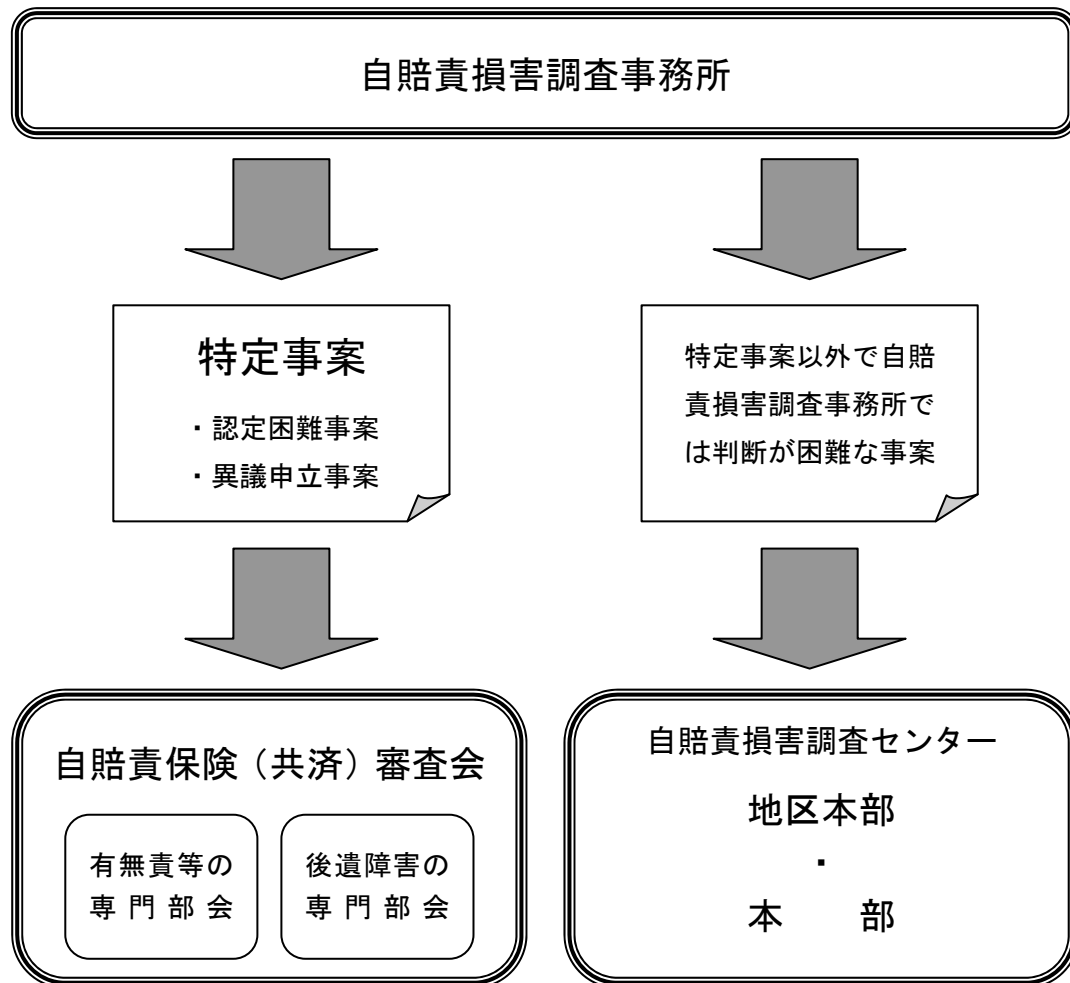 自賠責損害調査事務所
特定事案
・認定困難事案
・異議申立事案
特定事案以外で自賠
責損害調査事務所で
は判断が困難な事案
自賠責保険（共済）審査会
有無責等の
専門部会
後遺障害の
専門部会
自賠責損害調査センター
地区本部
・
本　部